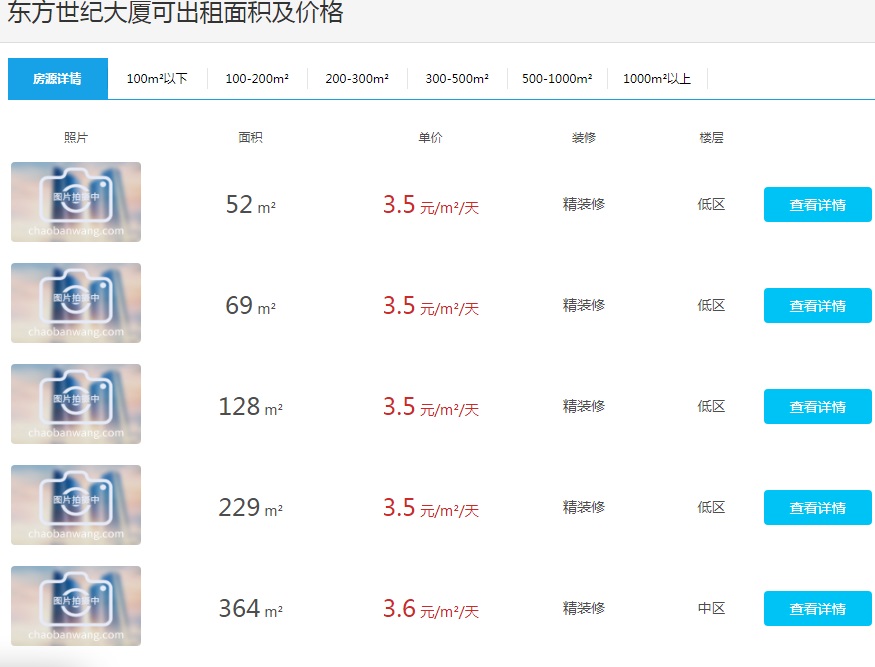 东方世纪大厦可出租面积及价格
房源详情 100m²以下 100-200m² 200-300m² 300-500m² 500-1000m² 1000m²以上
照片 面积 单价 装修 楼层
图片拍摄中
chaobanwang.com
52 m² 3.5 元/m²/天 精装修 低区 查看详情
图片拍摄中
chaobanwang.com
69 m² 3.5 元/m²/天 精装修 低区 查看详情
图片拍摄中
chaobanwang.com
128 m² 3.5 元/m²/天 精装修 低区 查看详情
图片拍摄中
chaobanwang.com
229 m² 3.5 元/m²/天 精装修 低区 查看详情
图片拍摄中
chaobanwang.com
364 m² 3.6 元/m²/天 精装修 中区 查看详情